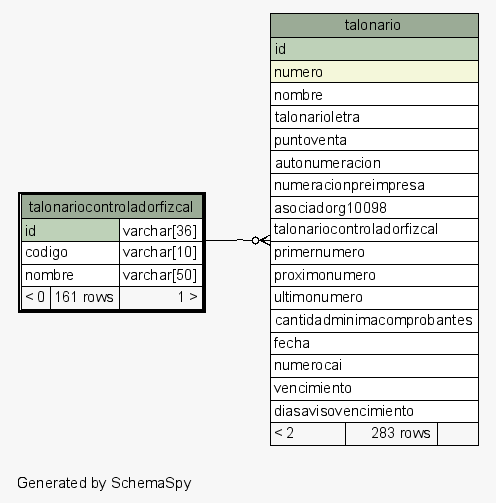 talonariocontroladorfizcal
id varchar[36]
codigo varchar[10]
nombre varchar[50]
< 0 161 rows 1 >
talonario
id
numero
nombre
talonarioletra
puntoventa
autonumeracion
numeracionpreimpresa
asociadorg10098
talonariocontroladorfizcal
primernumero
proximonumero
ultimonumero
cantidadminimacomprobantes
fecha
numerocai
vencimiento
diasavisovencimiento
< 2 283 rows
Generated by SchemaSpy